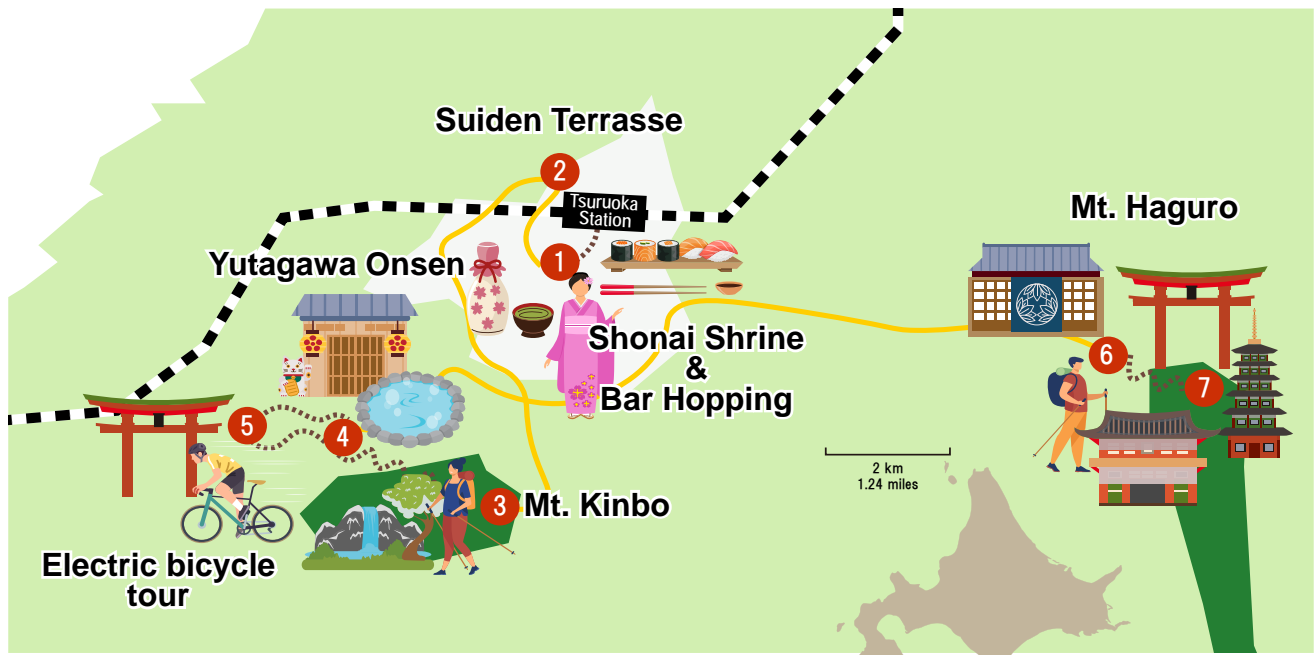 Suiden Terrasse
2
Tsuruoka
Station
Mt. Haguro
Yutagawa Onsen
1
Shonai Shrine
&
Bar Hopping
6
7
5
4
2 km
1.24 miles
3
Mt. Kinbo
Electric bicycle
tour